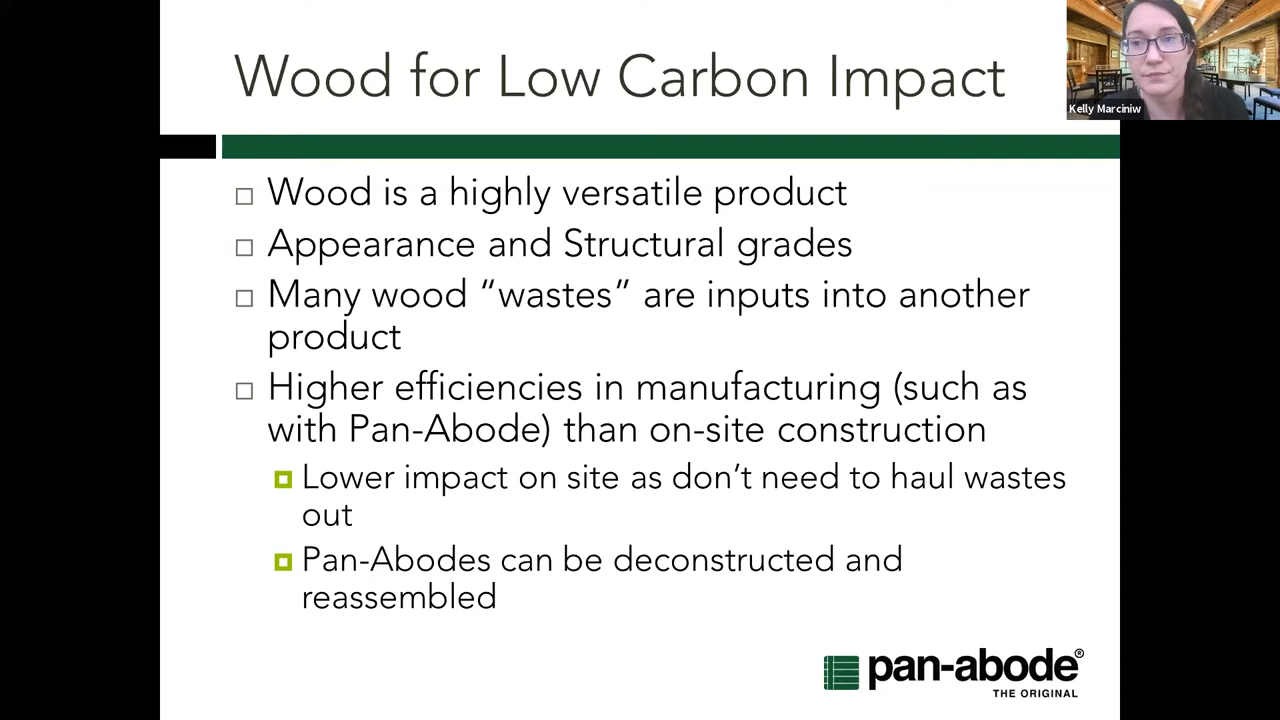 Wood for Low Carbon Impact
Kelly Marciniw
Wood is a highly versatile product
Appearance and Structural grades
Many wood “wastes” are inputs into another
product
Higher efficiencies in manufacturing (such as
with Pan-Abode) than on-site construction
Lower impact on site as don’t need to haul wastes
out
Pan-Abodes can be deconstructed and
reassembled
pan-abode®
THE ORIGINAL